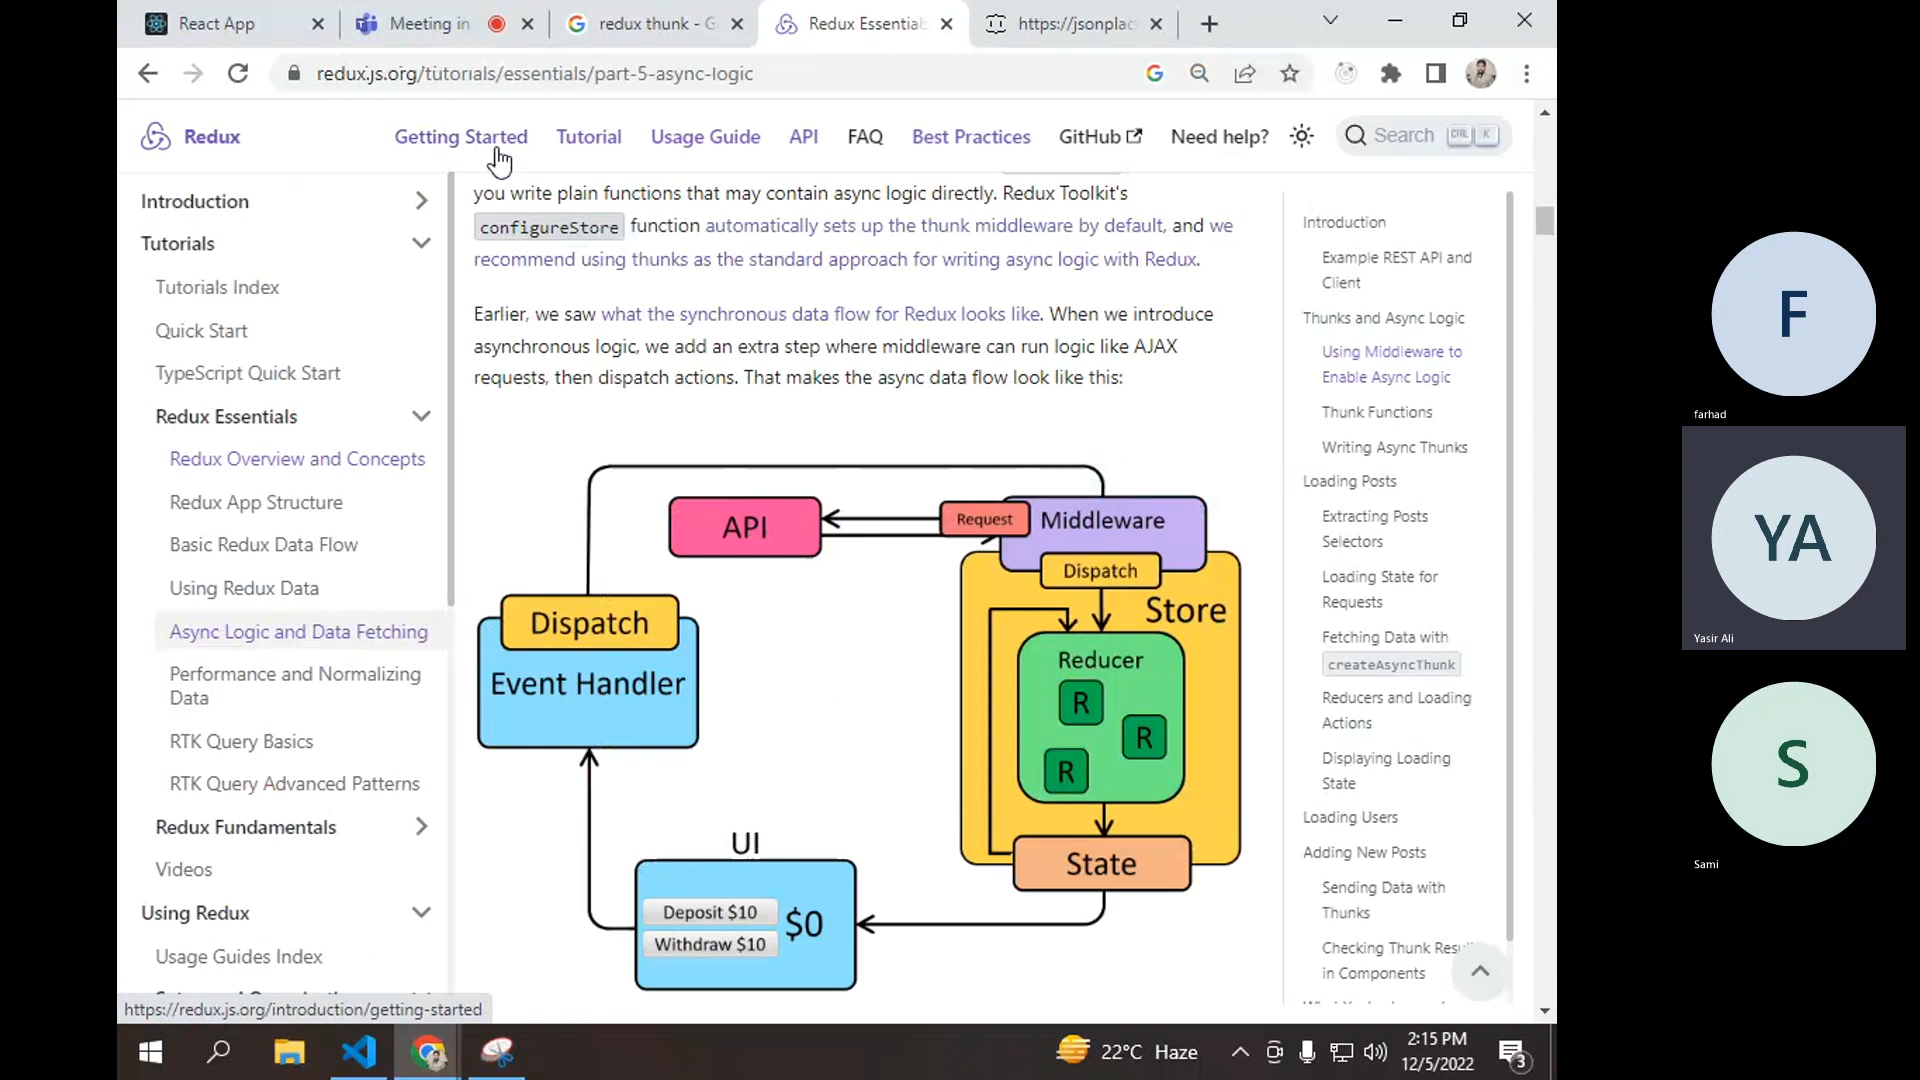 React App
Meeting in
redux thunk - G
Redux Essential
https://jsonplac
redux.js.org/tutorials/essentials/part-5-async-logic
Redux
Getting Started
Tutorial
Usage Guide
API
FAQ
Best Practices
GitHub
Need help?
Search
CTRL
K
Introduction
Tutorials
Tutorials Index
Quick Start
TypeScript Quick Start
Redux Essentials
Redux Overview and Concepts
Redux App Structure
Basic Redux Data Flow
Using Redux Data
Async Logic and Data Fetching
Performance and Normalizing
Data
RTK Query Basics
RTK Query Advanced Patterns
Redux Fundamentals
Videos
Using Redux
Usage Guides Index
https://redux.js.org/introduction/getting-started
you write plain functions that may contain async logic directly. Redux Toolkit's
configureStore function automatically sets up the thunk middleware by default, and we
recommend using thunks as the standard approach for writing async logic with Redux.
Earlier, we saw what the synchronous data flow for Redux looks like. When we introduce
asynchronous logic, we add an extra step where middleware can run logic like AJAX
requests, then dispatch actions. That makes the async data flow look like this:
API
Request
Middleware
Dispatch
Store
Dispatch
Event Handler
Reducer
R
R
R
State
UI
Deposit $10
Withdraw $10
$0
Introduction
Example REST API and
Client
Thunks and Async Logic
Using Middleware to
Enable Async Logic
Thunk Functions
Writing Async Thunks
Loading Posts
Extracting Posts
Selectors
Loading State for
Requests
Fetching Data with
createAsyncThunk
Reducers and Loading
Actions
Displaying Loading
State
Loading Users
Adding New Posts
Sending Data with
Thunks
Checking Thunk Resu
in Components
F
farhad
YA
Yasir Ali
S
Sami
22°C Haze
2:15 PM
12/5/2022
3